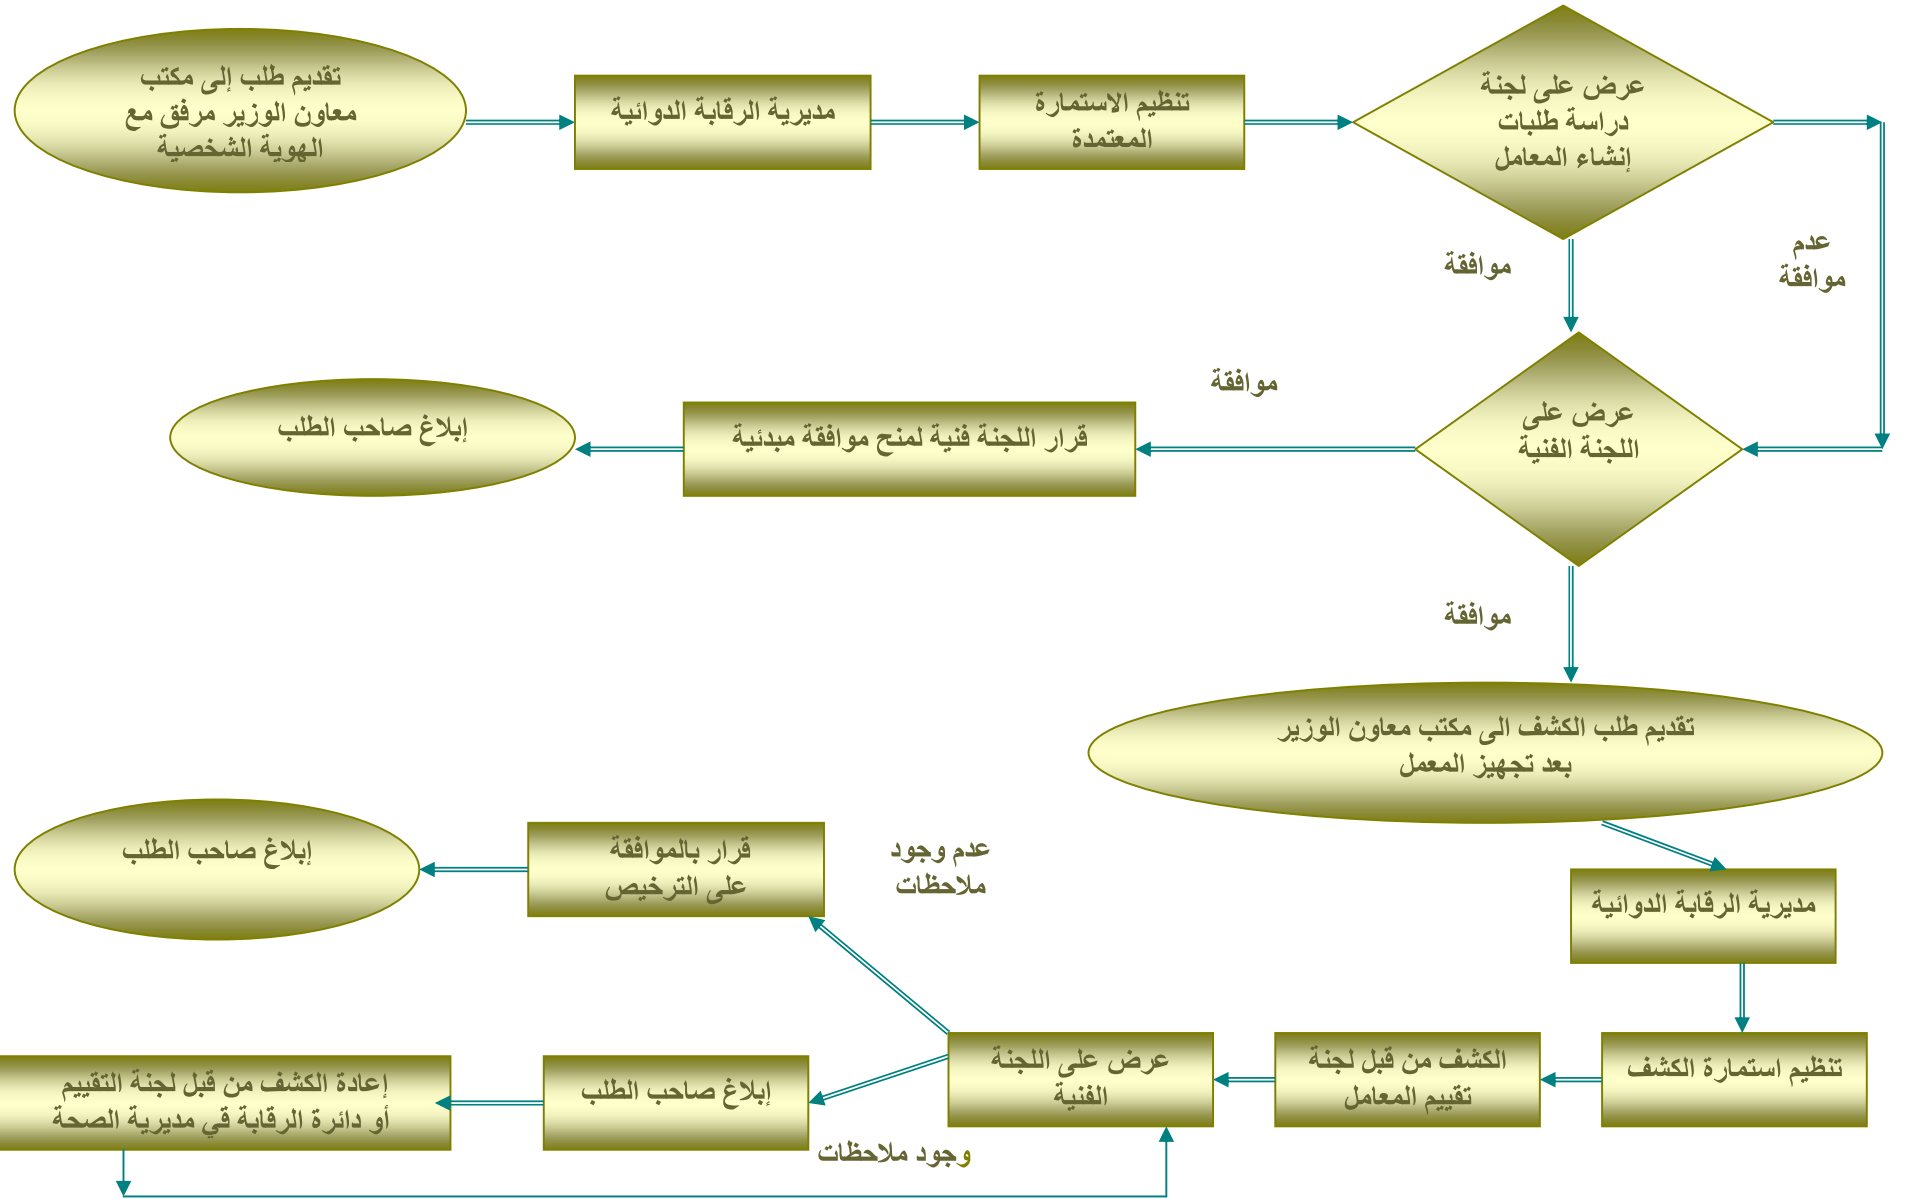 تقديم طلب إلى مكتب
معاون الوزير مرفق مع
الهوية الشخصية
مديرية الرقابة الدوائية
تنظيم الاستمارة
المعتمدة
عرض على لجنة
دراسة طلبات
إنشاء المعامل
موافقة
عدم
موافقة
عرض على
اللجنة الفنية
موافقة
قرار اللجنة فنية لمنح موافقة مبدئية
إبلاغ صاحب الطلب
موافقة
تقديم طلب الكشف الى مكتب معاون الوزير
بعد تجهيز المعمل
مديرية الرقابة الدوائية
تنظيم استمارة الكشف
الكشف من قبل لجنة
تقييم المعامل
عرض على اللجنة
الفنية
عدم وجود
ملاحظات
قرار بالموافقة
على الترخيص
إبلاغ صاحب الطلب
وجود ملاحظات
إبلاغ صاحب الطلب
إعادة الكشف من قبل لجنة التقييم
أو دائرة الرقابة قي مديرية الصحة